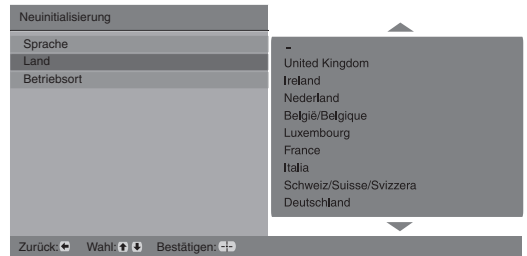 Neuinitialisierung
Sprache
Land
Betriebsort
-
United Kingdom
Ireland
Nederland
België/Belgique
Luxembourg
France
Italia
Schweiz/Suisse/Svizzera
Deutschland
Zurück: Wahl: Bestätigen: